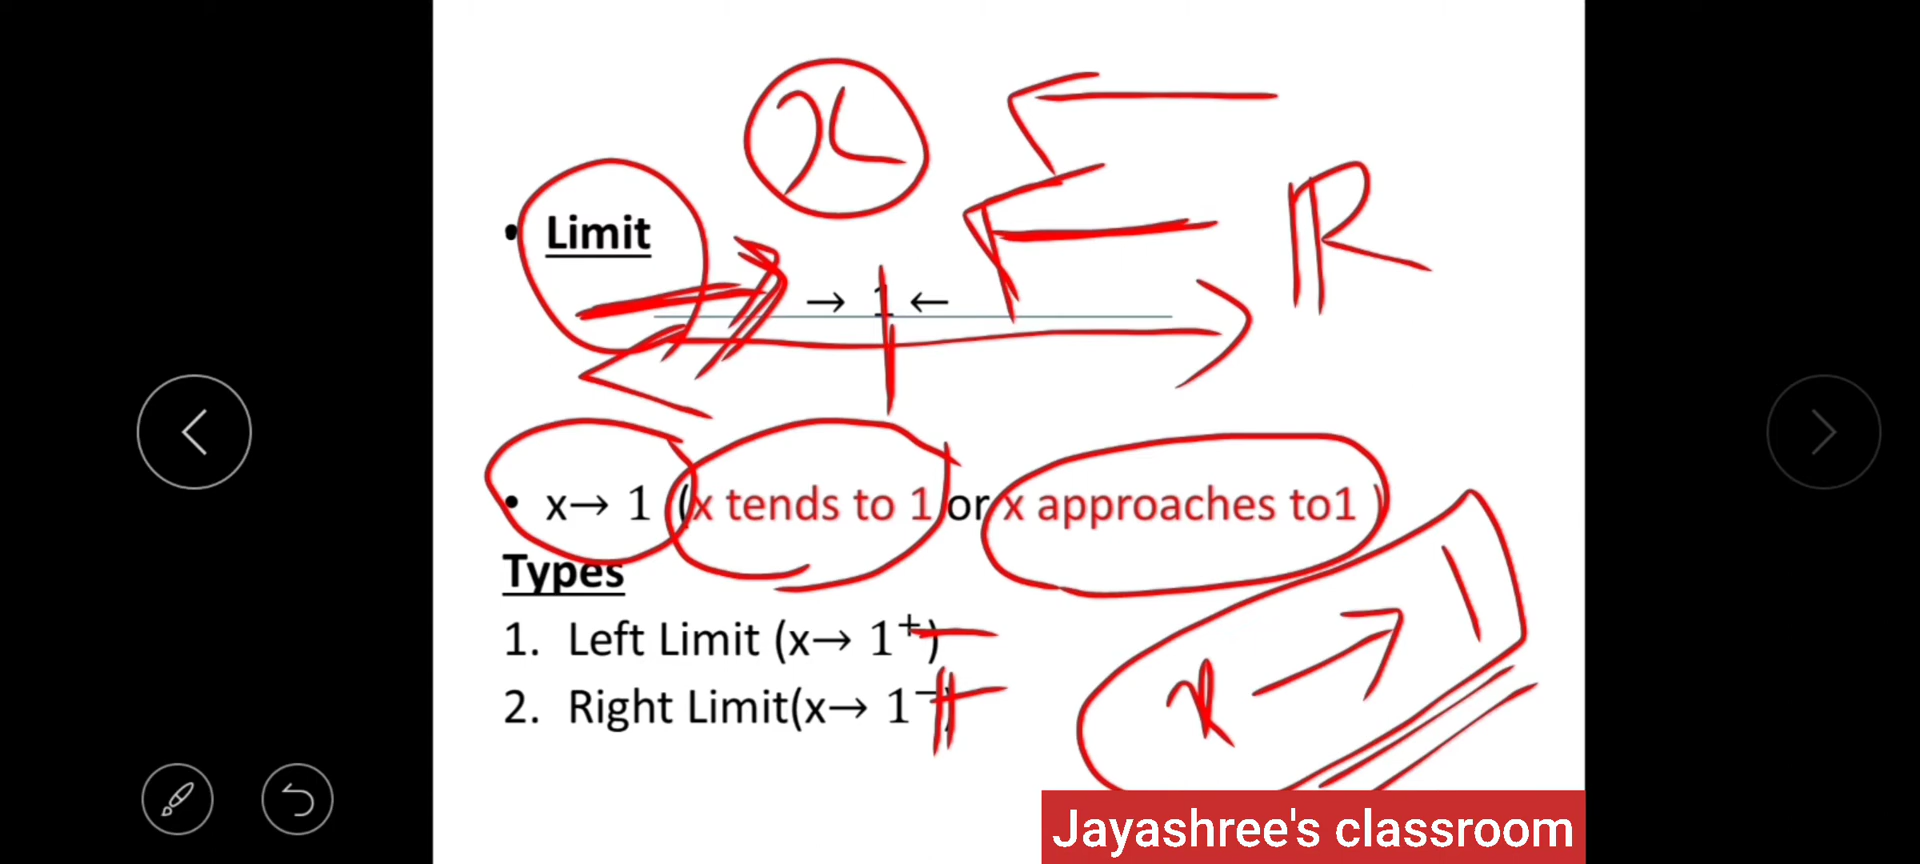 x
R
• Limit
→ 1 ←
• x→ 1 (x tends to 1 or x approaches to1 )
Types
1. Left Limit (x→ 1⁺) −
2. Right Limit(x→ 1⁻) +
x → 1
Jayashree's classroom